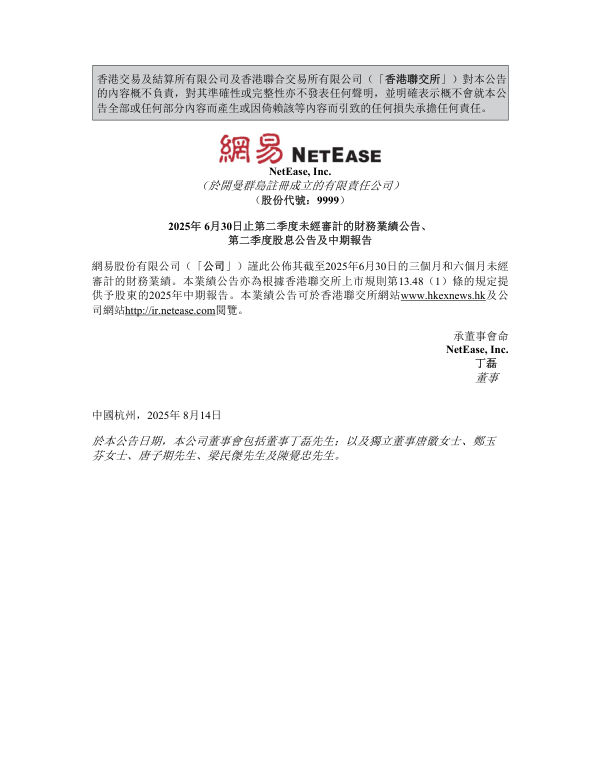 香港交易及結算所有限公司及香港聯合交易所有限公司（「香港聯交所」）對本公告
的內容概不負責，對其準確性或完整性亦不發表任何聲明，並明確表示概不會就本公
告全部或任何部分內容而產生或因倚賴該等內容而引致的任何損失承擔任何責任。
網易 NETEASE
NetEase, Inc.
（於開曼群島註冊成立的有限責任公司）
（股份代號：9999）
2025年 6月30日止第二季度未經審計的財務業績公告、
第二季度股息公告及中期報告
網易股份有限公司（「公司」）謹此公佈其截至2025年6月30日的三個月和六個月未經
審計的財務業績。本業績公告亦為根據香港聯交所上市規則第13.48（1）條的規定提
供予股東的2025年中期報告。本業績公告可於香港聯交所網站www.hkexnews.hk及公
司網站http://ir.netease.com閱覽。
承董事會命
NetEase, Inc.
丁磊
董事
中國杭州，2025年 8月14日
於本公告日期，本公司董事會包括董事丁磊先生；以及獨立董事唐徽女士、鄭玉
芬女士、唐子期先生、梁民傑先生及陳覺忠先生。